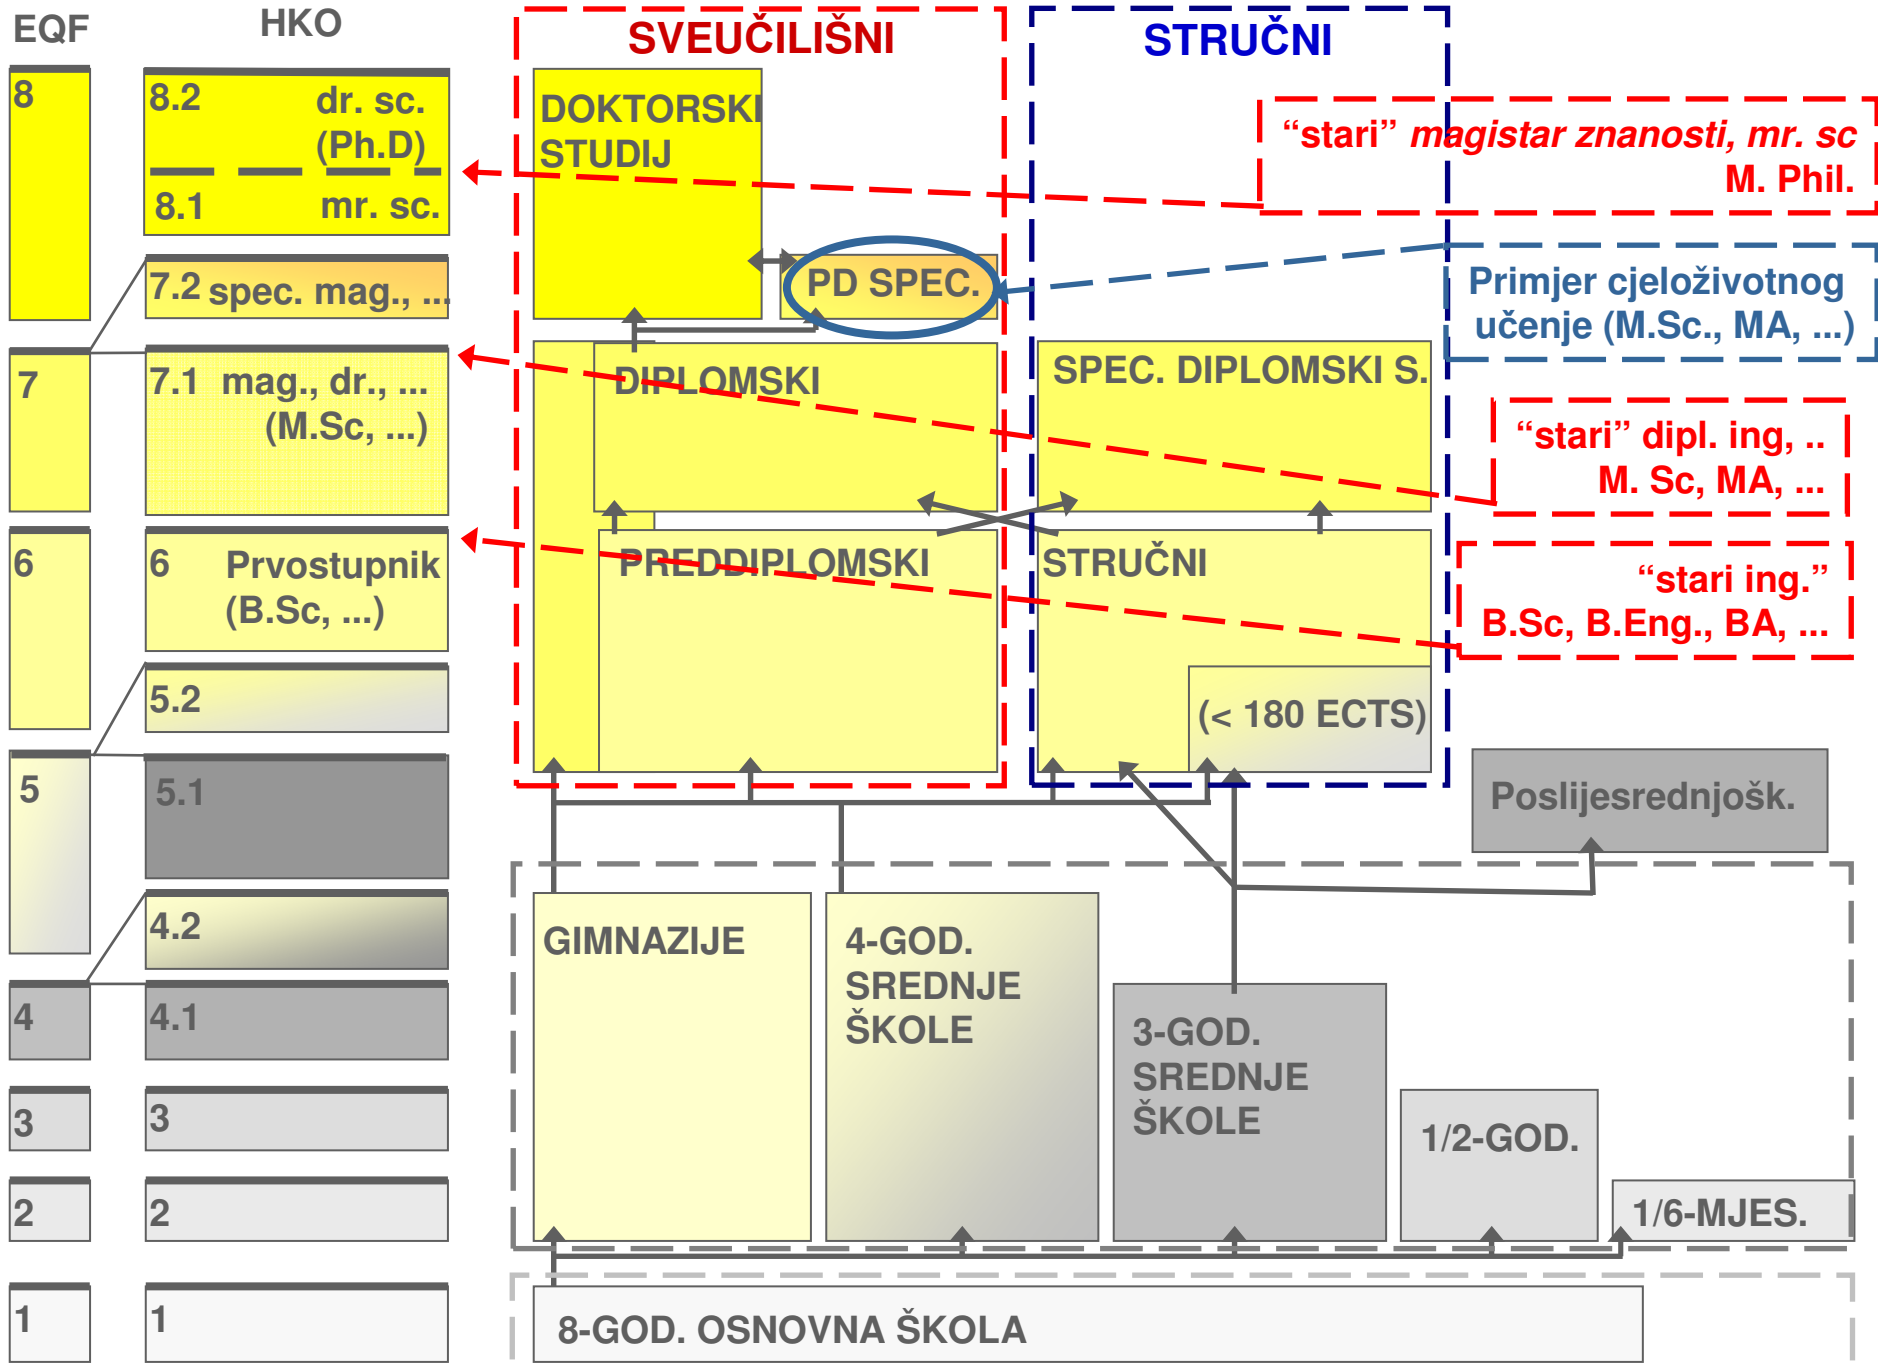 EQF
HKO
SVEUČILIŠNI
STRUČNI
8
8.2 dr. sc.
(Ph.D)
8.1 mr. sc.
DOKTORSKI
STUDIJ
“stari” magistar znanosti, mr. sc
M. Phil.
7.2 spec. mag., ...
PD SPEC.
Primjer cjeloživotnog
učenje (M.Sc., MA, ...)
7
7.1 mag., dr., ...
(M.Sc, ...)
DIPLOMSKI
SPEC. DIPLOMSKI S.
“stari” dipl. ing, ..
M. Sc, MA, ...
6
6 Prvostupnik
(B.Sc, ...)
PREDDIPLOMSKI
STRUČNI
“stari ing.”
B.Sc, B.Eng., BA, ...
5.2
(< 180 ECTS)
5
5.1
Poslijesrednjošk.
4.2
GIMNAZIJE
4-GOD.
SREDNJE
ŠKOLE
4
4.1
3-GOD.
SREDNJE
ŠKOLE
3
3
1/2-GOD.
2
2
1/6-MJES.
1
1
8-GOD. OSNOVNA ŠKOLA